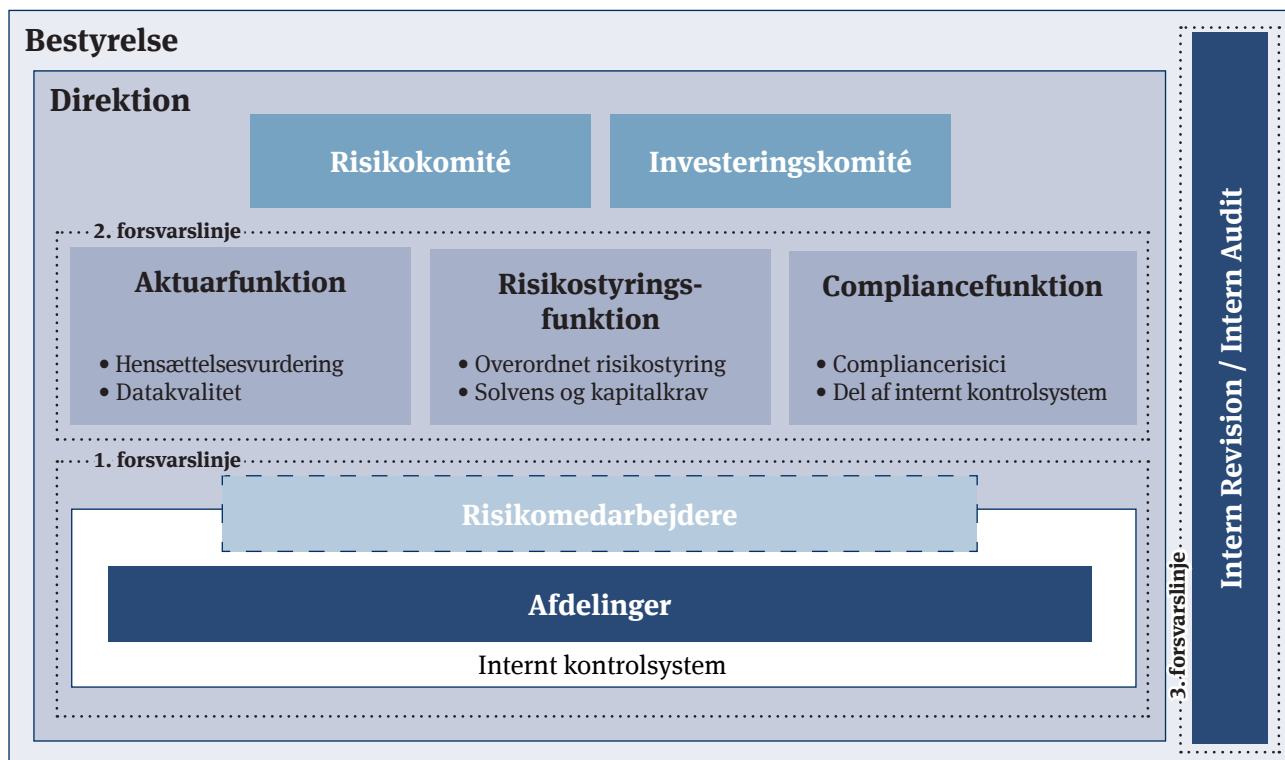 Bestyrelse
Direktion
Risikokomité
Investeringskomité
2. forsvarslinje
Aktuarfunktion
• Hensættelsesvurdering
• Datakvalitet
Risikostyrings-
funktion
• Overordnet risikostyring
• Solvens og kapitalkrav
Compliancefunktion
• Compliancerisici
• Del af internt kontrolsystem
1. forsvarslinje
Risikomedarbejdere
Afdelinger
Internt kontrolsystem
3. forsvarslinje
Intern Revision / Intern Audit